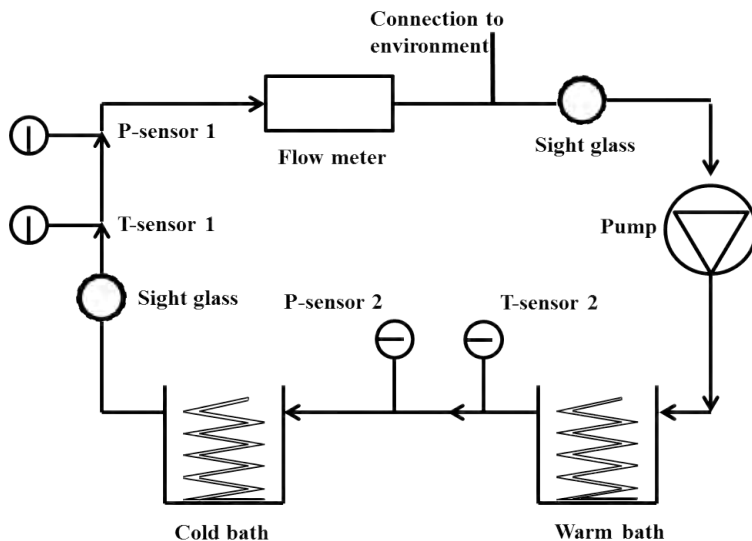 Connection to
environment
P-sensor 1
Flow meter
Sight glass
T-sensor 1
Pump
Sight glass
P-sensor 2
T-sensor 2
Cold bath
Warm bath